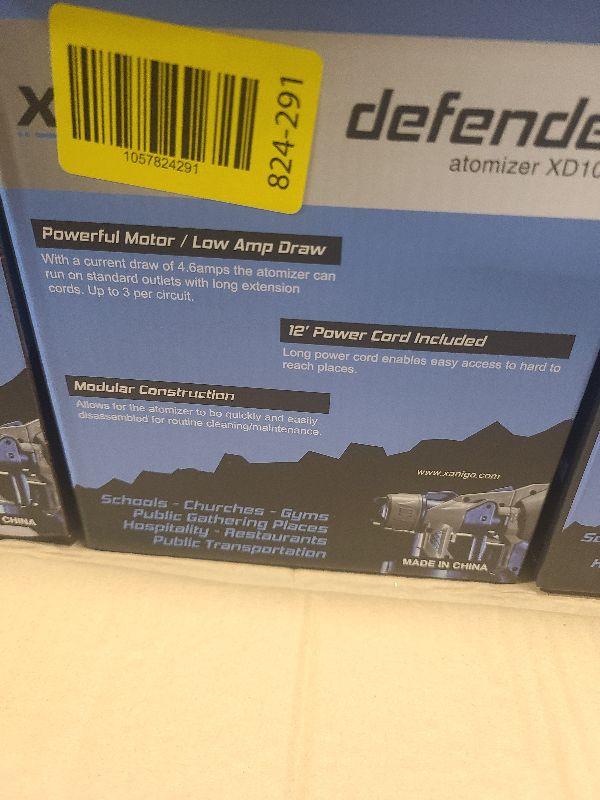 X
1057824291
824-291
defende
atomizer XD10
Powerful Motor / Low Amp Draw
With a current draw of 4.6amps the atomizer can
run on standard outlets with long extension
cords. Up to 3 per circuit.
12' Power Cord Included
Long power cord enables easy access to hard to
reach places.
Modular Construction
Allows for the atomizer to be quickly and easily
disassembled for routine cleaning/maintenance.
www.xanigo.com
Schools - Churches - Gyms
Public Gathering Places
Hospitality - Restaurants
Public Transportation
MADE IN CHINA
CHINA